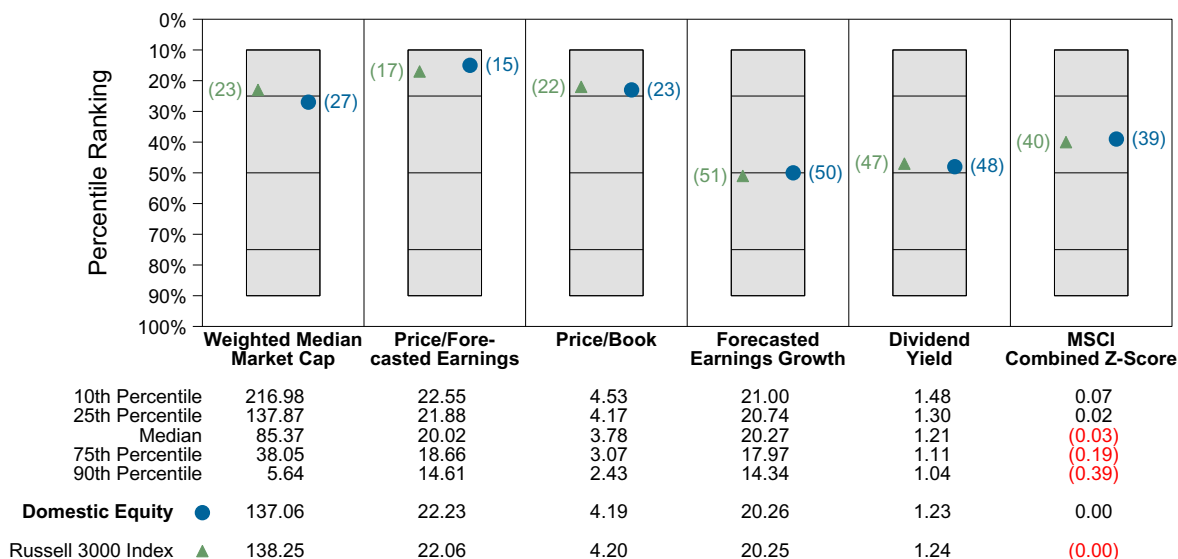 Percentile Ranking
0%
10%
20%
30%
40%
50%
60%
70%
80%
90%
100%
(23) (27)
(17) (15)
(22) (23)
(51) (50)
(47) (48)
(40) (39)
Weighted Median
Market Cap
Price/Fore-
casted Earnings
Price/Book
Forecasted
Earnings Growth
Dividend
Yield
MSCI
Combined Z-Score
10th Percentile 216.98 22.55 4.53 21.00 1.48 0.07
25th Percentile 137.87 21.88 4.17 20.74 1.30 0.02
Median 85.37 20.02 3.78 20.27 1.21 (0.03)
75th Percentile 38.05 18.66 3.07 17.97 1.11 (0.19)
90th Percentile 5.64 14.61 2.43 14.34 1.04 (0.39)
Domestic Equity 137.06 22.23 4.19 20.26 1.23 0.00
Russell 3000 Index 138.25 22.06 4.20 20.25 1.24 (0.00)